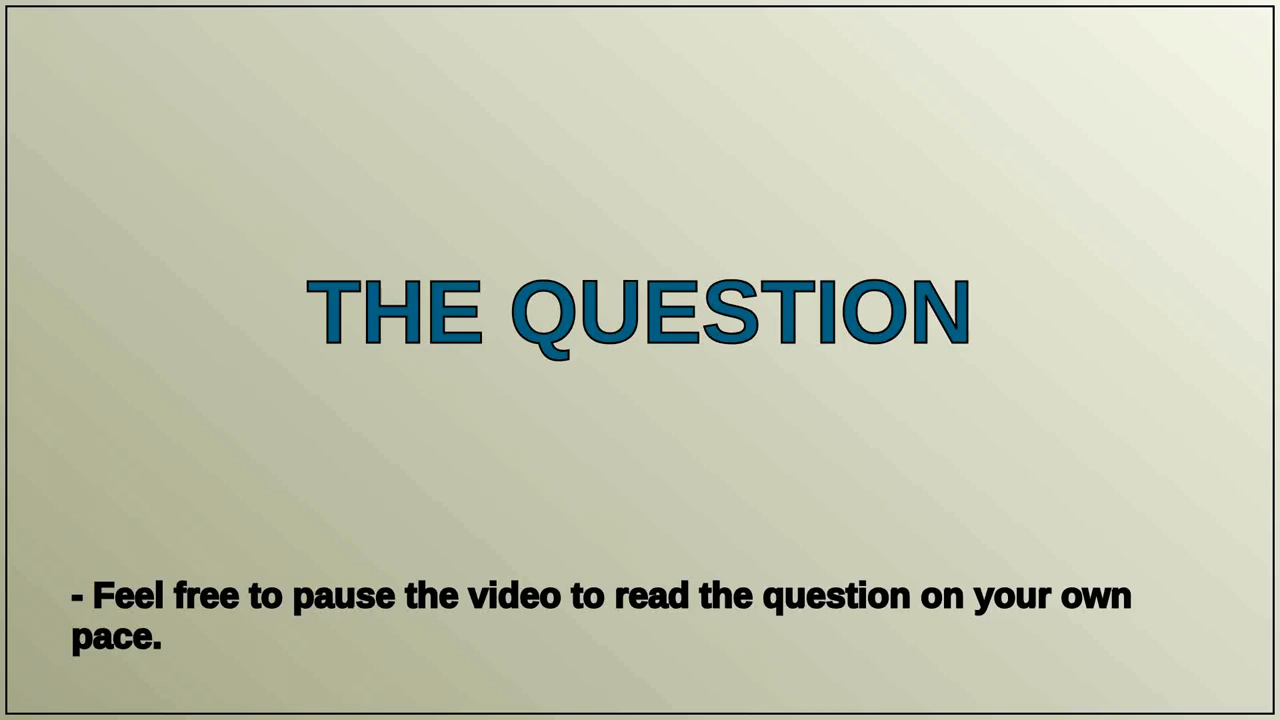 THE QUESTION
- Feel free to pause the video to read the question on your own
pace.